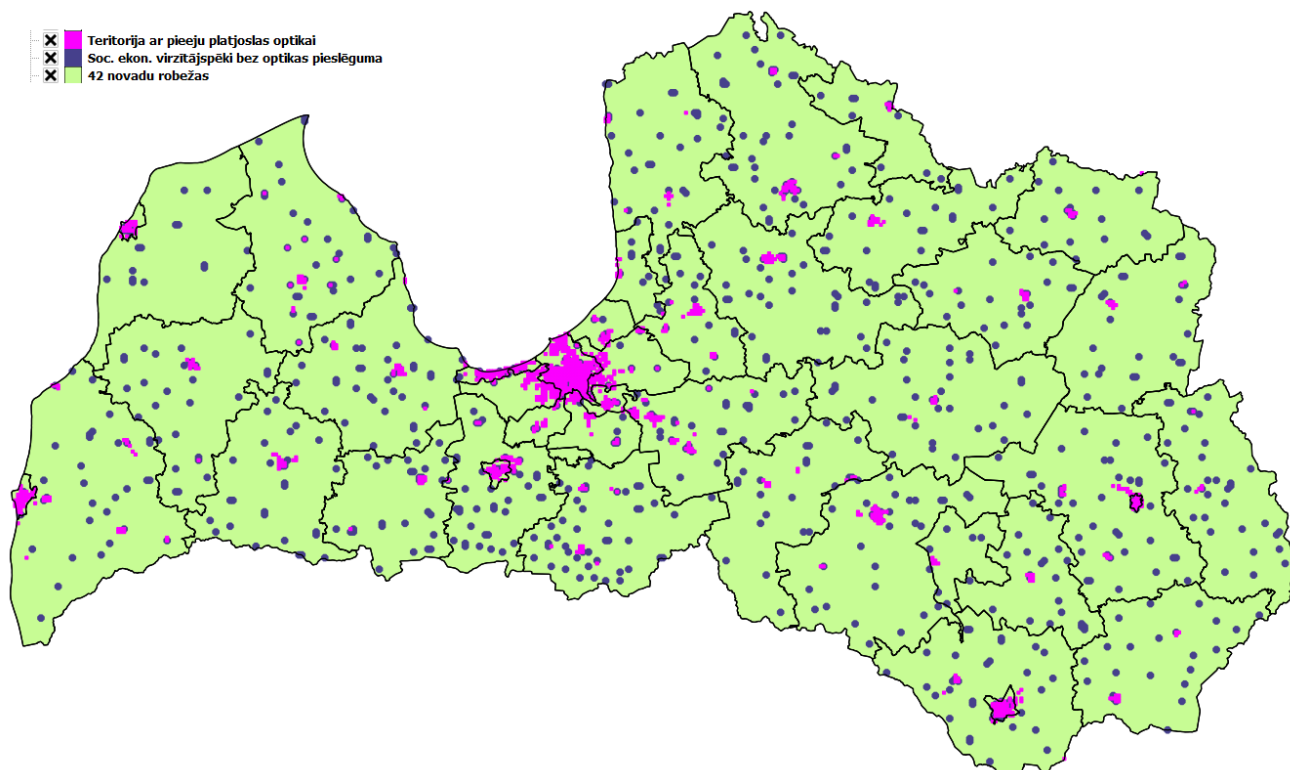 Teritorija ar pieeju platjoslas optikai
Soc. ekon. virzītājspēki bez optikas pieslēguma
42 novadu robežas